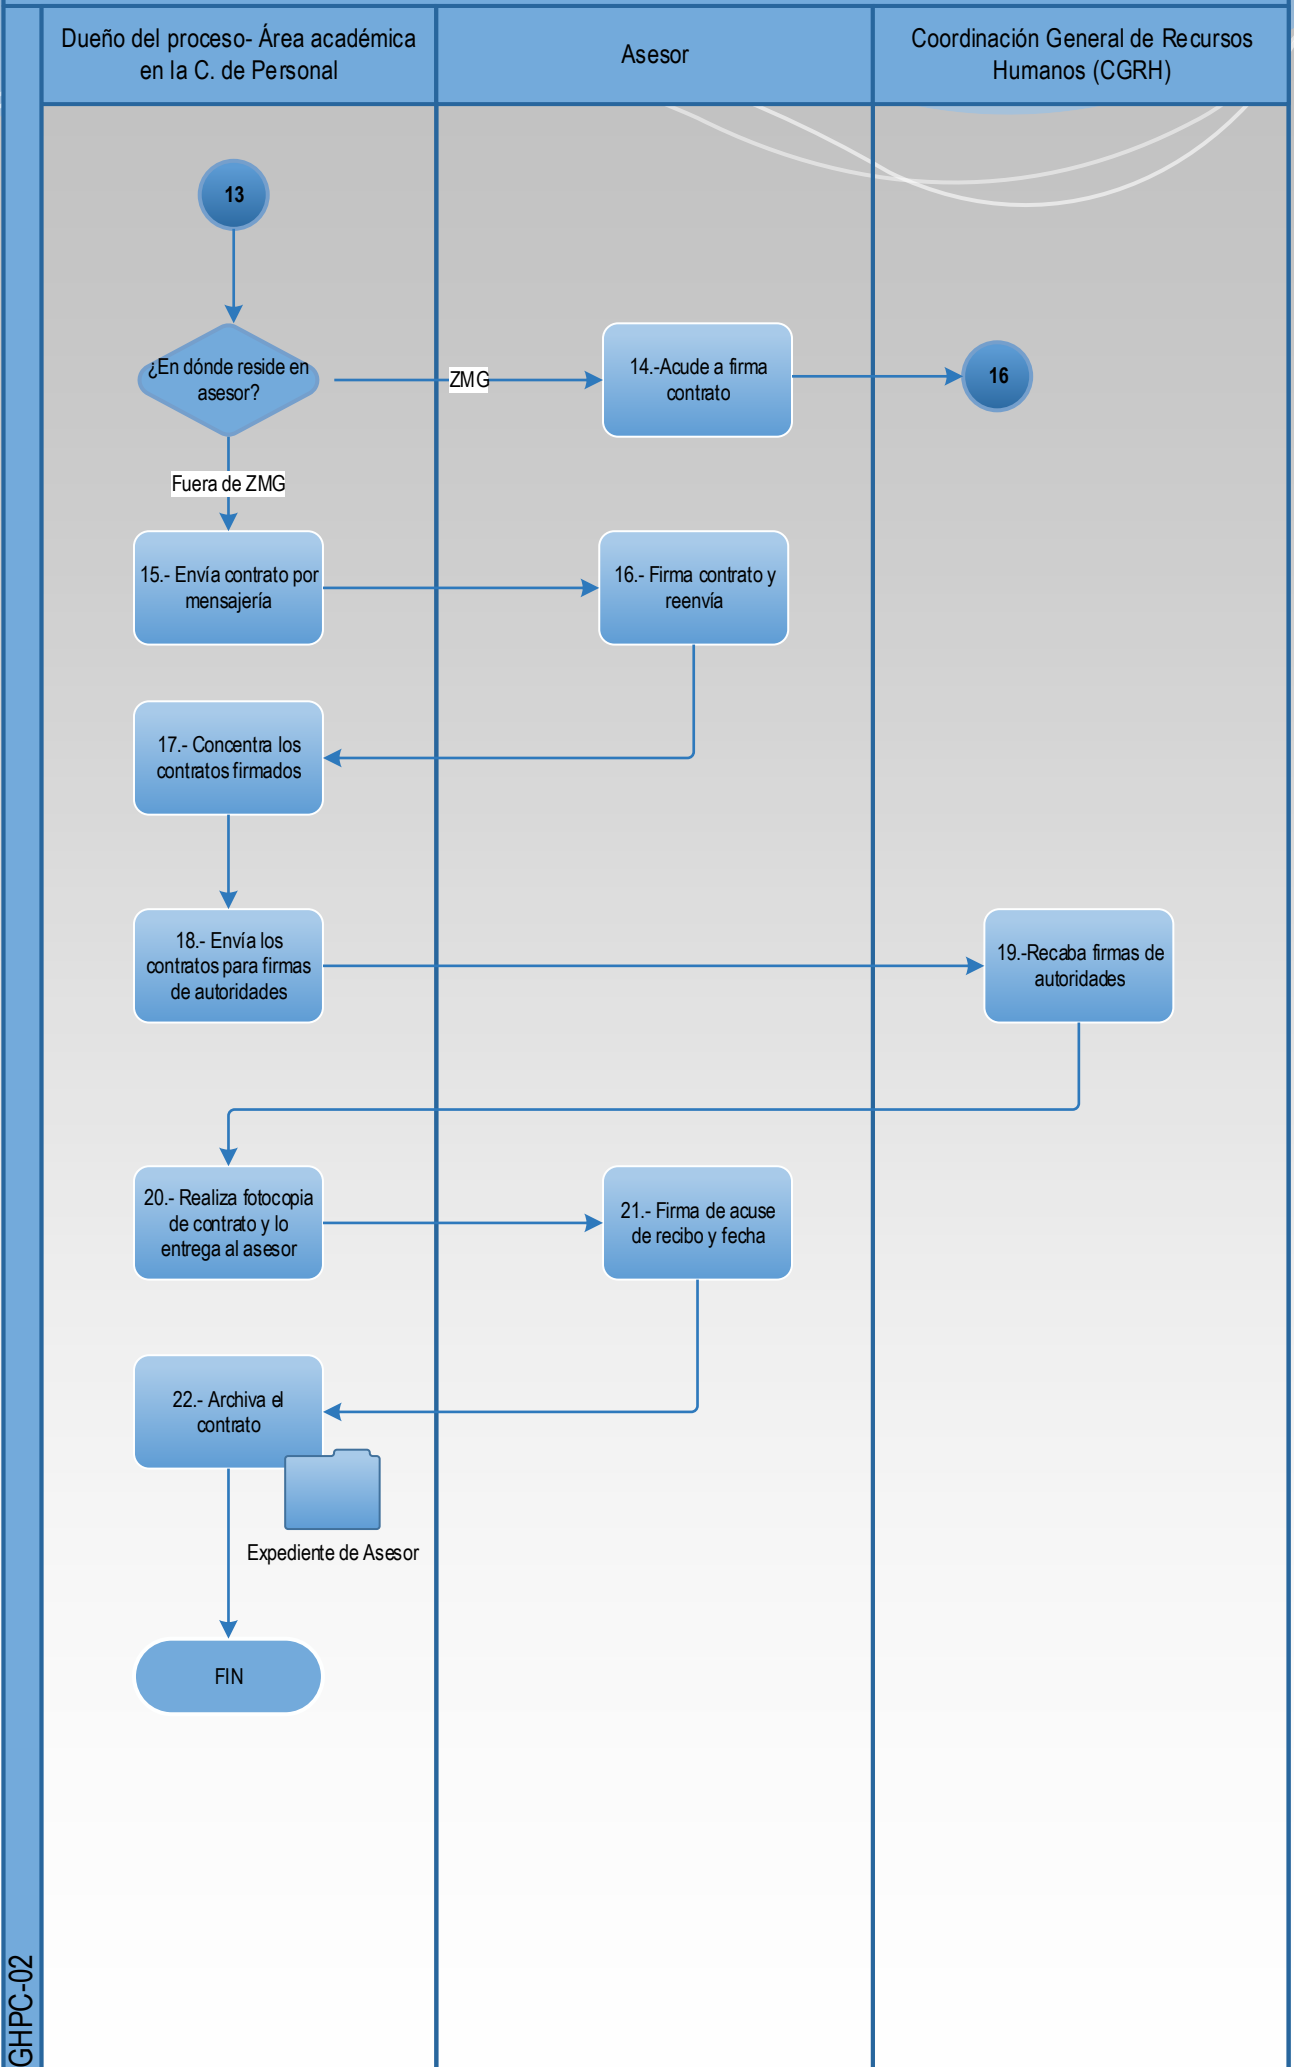 Dueño del proceso- Área académica
en la C. de Personal
Asesor
Coordinación General de Recursos
Humanos (CGRH)
13
¿En dónde reside en
asesor?
ZMG
14.-Acude a firma
contrato
16
Fuera de ZMG
15.- Envía contrato por
mensajería
16.- Firma contrato y
reenvía
17.- Concentra los
contratos firmados
18.- Envía los
contratos para firmas
de autoridades
19.-Recaba firmas de
autoridades
20.- Realiza fotocopia
de contrato y lo
entrega al asesor
21.- Firma de acuse
de recibo y fecha
22.- Archiva el
contrato
Expediente de Asesor
FIN
GHPC-02